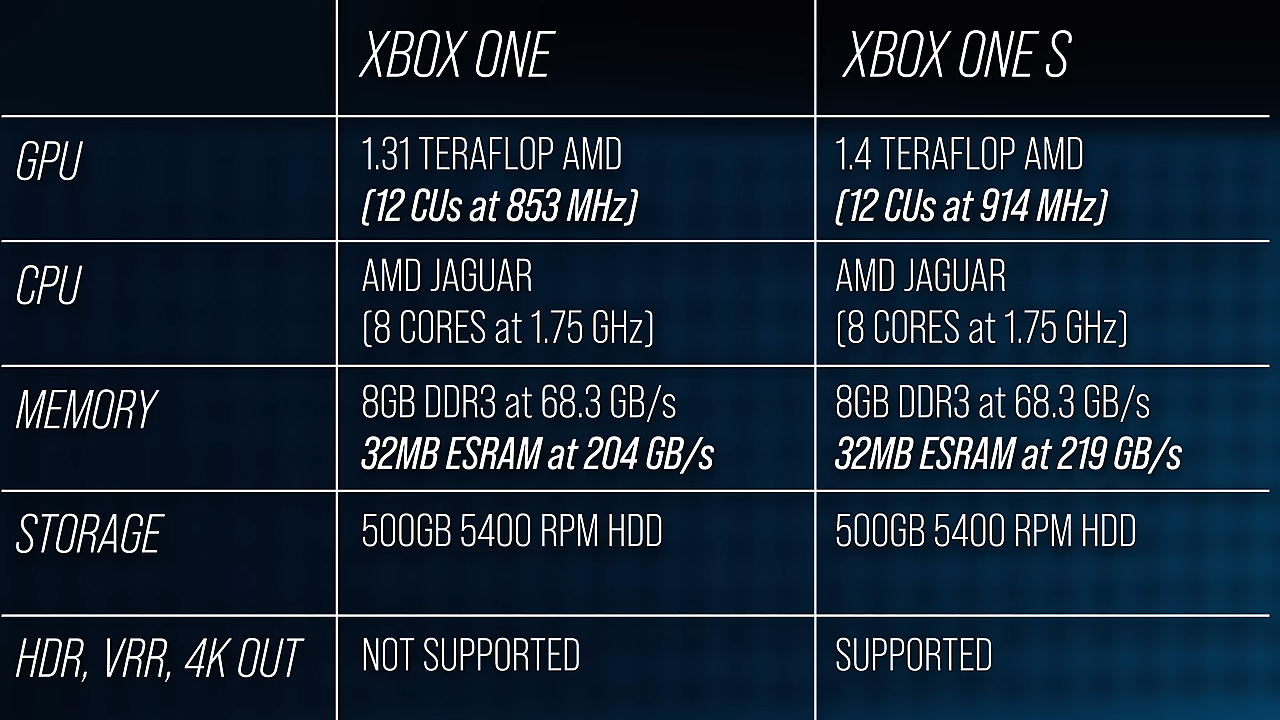 XBOX ONE
XBOX ONE S
GPU
1.31 TERAFLOP AMD
(12 CUs at 853 MHz)
1.4 TERAFLOP AMD
(12 CUs at 914 MHz)
CPU
AMD JAGUAR
(8 CORES at 1.75 GHz)
AMD JAGUAR
(8 CORES at 1.75 GHz)
MEMORY
8GB DDR3 at 68.3 GB/s
32MB ESRAM at 204 GB/s
8GB DDR3 at 68.3 GB/s
32MB ESRAM at 219 GB/s
STORAGE
500GB 5400 RPM HDD
500GB 5400 RPM HDD
HDR, VRR, 4K OUT
NOT SUPPORTED
SUPPORTED